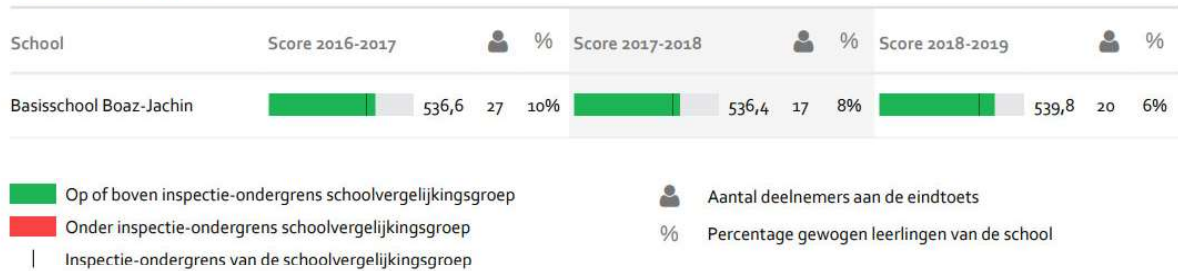 School Score 2016-2017 % Score 2017-2018 % Score 2018-2019 %
Basisschool Boaz-Jachin 536,6 27 10% 536,4 17 8% 539,8 20 6%
Op of boven inspectie-ondergrens schoolvergelijkingsgroep
Onder inspectie-ondergrens schoolvergelijkingsgroep
Inspectie-ondergrens van de schoolvergelijkingsgroep
Aantal deelnemers aan de eindtoets
% Percentage gewogen leerlingen van de school